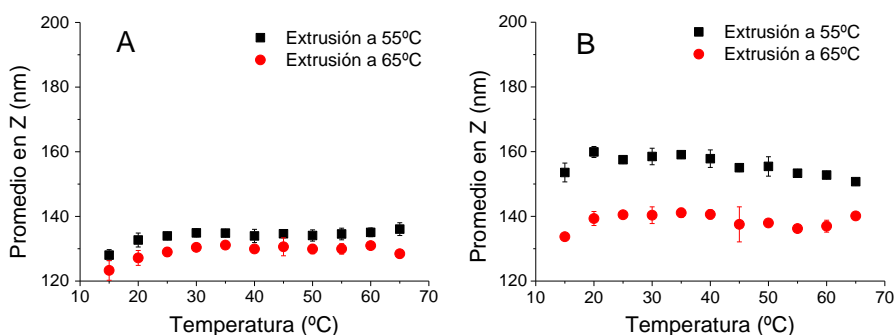 A
Extrusión a 55ºC
Extrusión a 65ºC
Promedio en Z (nm)
200
180
160
140
120
10 20 30 40 50 60 70
Temperatura (ºC)
B
Extrusión a 55ºC
Extrusión a 65ºC
Promedio en Z (nm)
200
180
160
140
120
10 20 30 40 50 60 70
Temperatura (ºC)